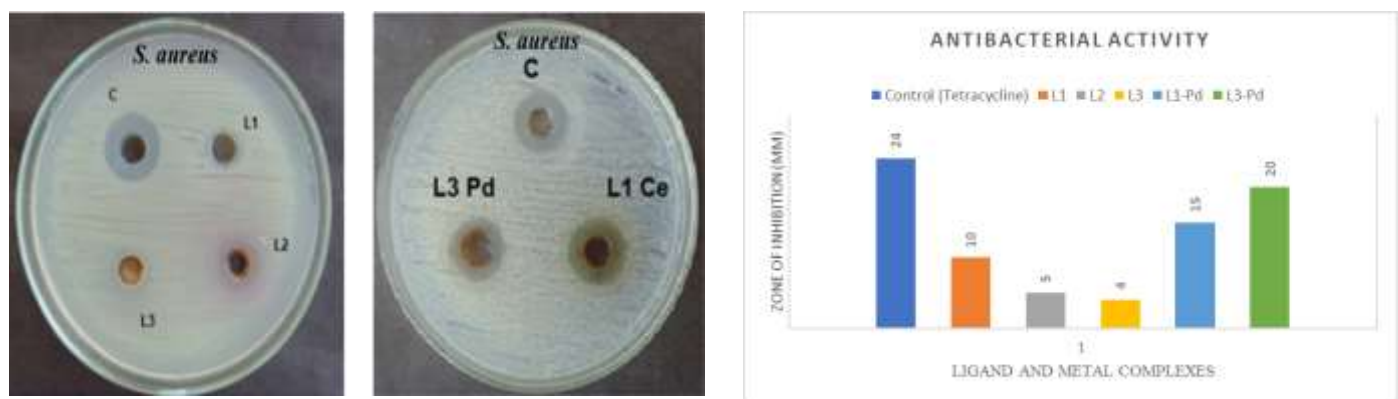 S. aureus
C
L1
L2
L3
S. aureus
C
L3 Pd
L1 Ce
ANTIBACTERIAL ACTIVITY
Control (Tetracycline) L1 L2 L3 L1-Pd L3-Pd
ZONE OF INHIBITION (MM)
24
10
5
4
15
20
1
LIGAND AND METAL COMPLEXES